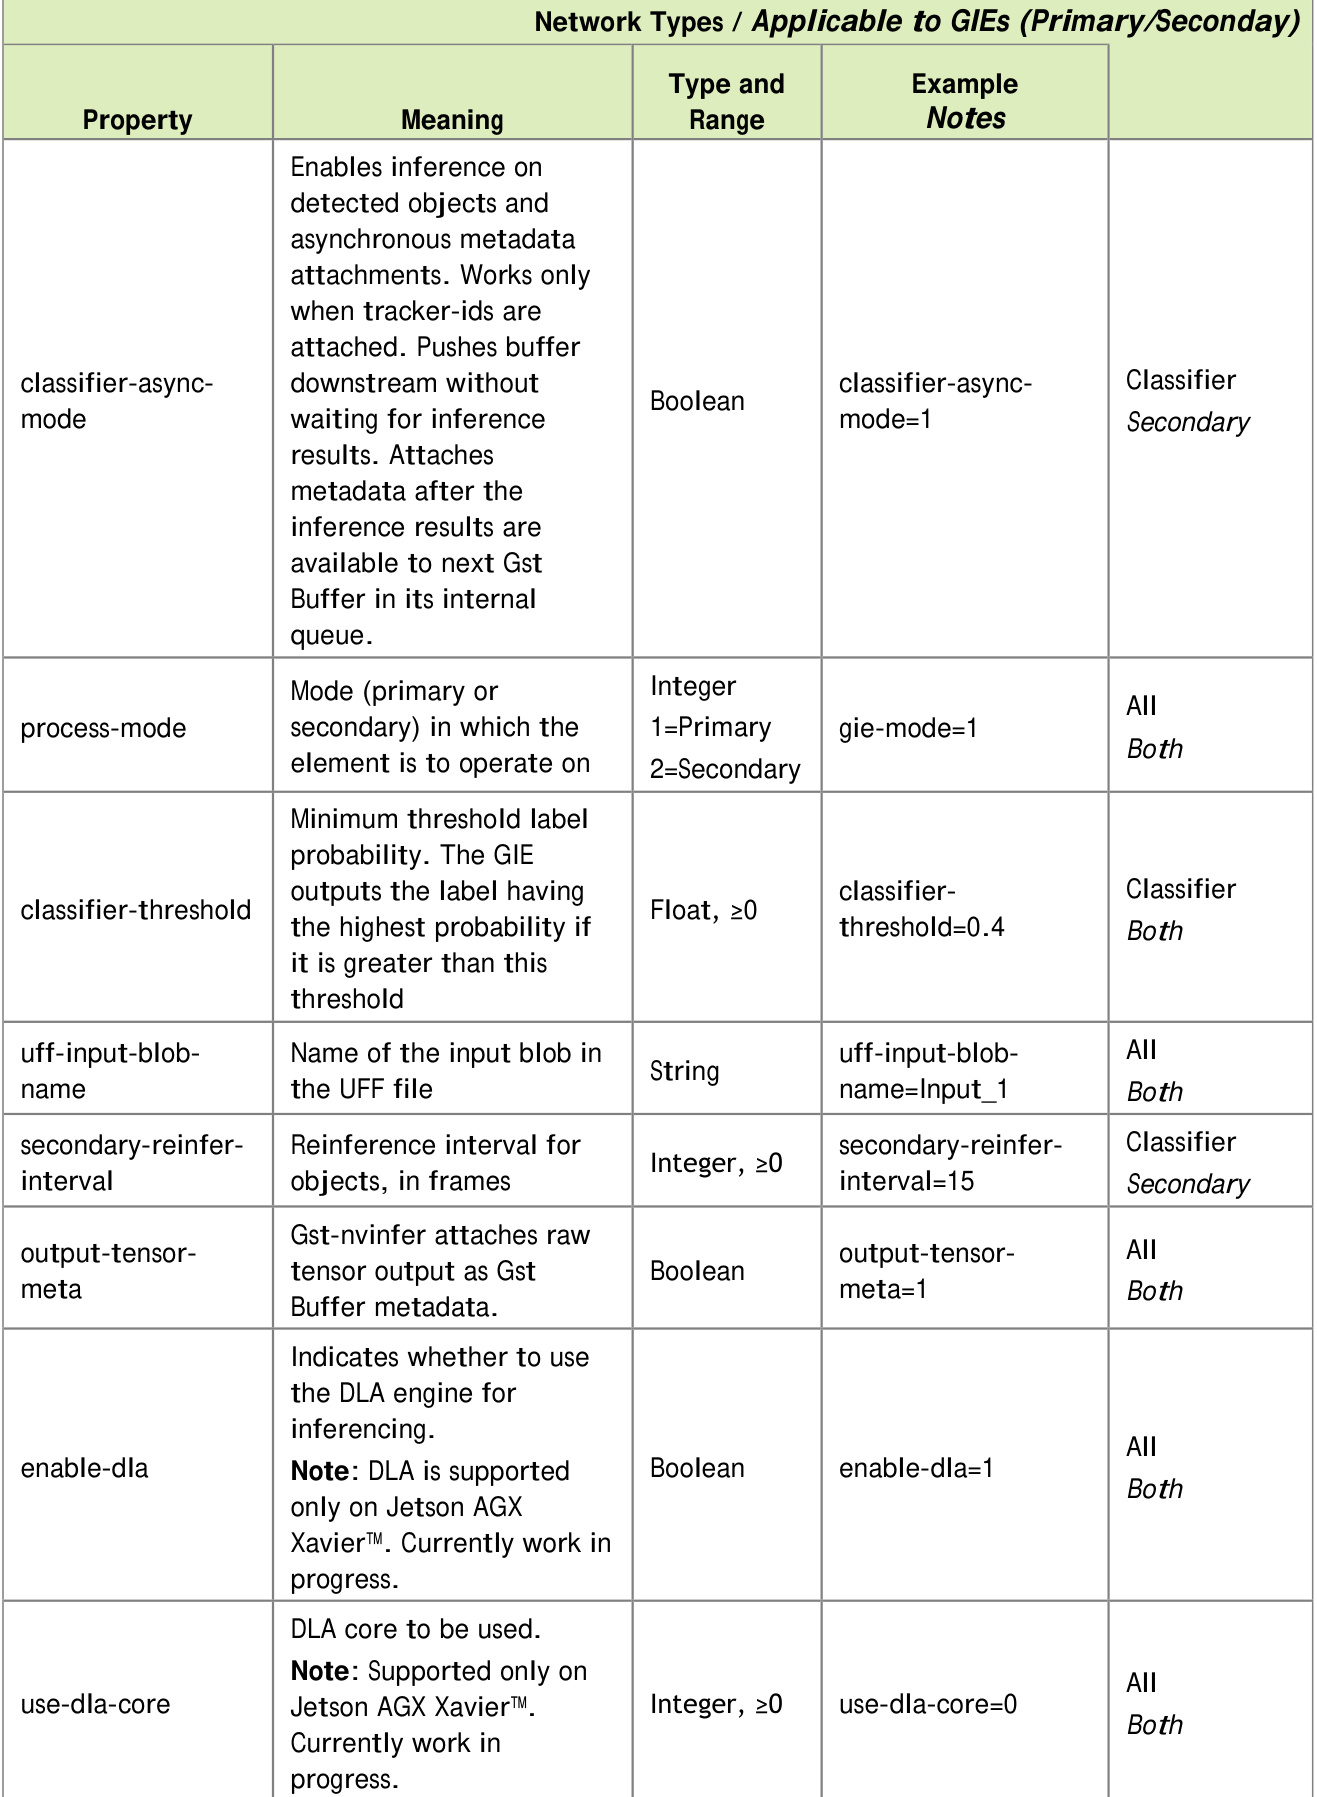 Network Types / Applicable to GIEs (Primary/Seconday)
Property
Meaning
Type and
Range
Example
Notes
classifier-async-
mode
Enables inference on
detected objects and
asynchronous metadata
attachments. Works only
when tracker-ids are
attached. Pushes buffer
downstream without
waiting for inference
results. Attaches
metadata after the
inference results are
available to next Gst
Buffer in its internal
queue.
Boolean
classifier-async-
mode=1
Classifier
Secondary
process-mode
Mode (primary or
secondary) in which the
element is to operate on
Integer
1=Primary
2=Secondary
gie-mode=1
All
Both
classifier-threshold
Minimum threshold label
probability. The GIE
outputs the label having
the highest probability if
it is greater than this
threshold
Float, ≥0
classifier-
threshold=0.4
Classifier
Both
uff-input-blob-
name
Name of the input blob in
the UFF file
String
uff-input-blob-
name=Input_1
All
Both
secondary-reinfer-
interval
Reinference interval for
objects, in frames
Integer, ≥0
secondary-reinfer-
interval=15
Classifier
Secondary
output-tensor-
meta
Gst-nvinfer attaches raw
tensor output as Gst
Buffer metadata.
Boolean
output-tensor-
meta=1
All
Both
enable-dla
Indicates whether to use
the DLA engine for
inferencing.
Note: DLA is supported
only on Jetson AGX
Xavier™. Currently work in
progress.
Boolean
enable-dla=1
All
Both
use-dla-core
DLA core to be used.
Note: Supported only on
Jetson AGX Xavier™.
Currently work in
progress.
Integer, ≥0
use-dla-core=0
All
Both